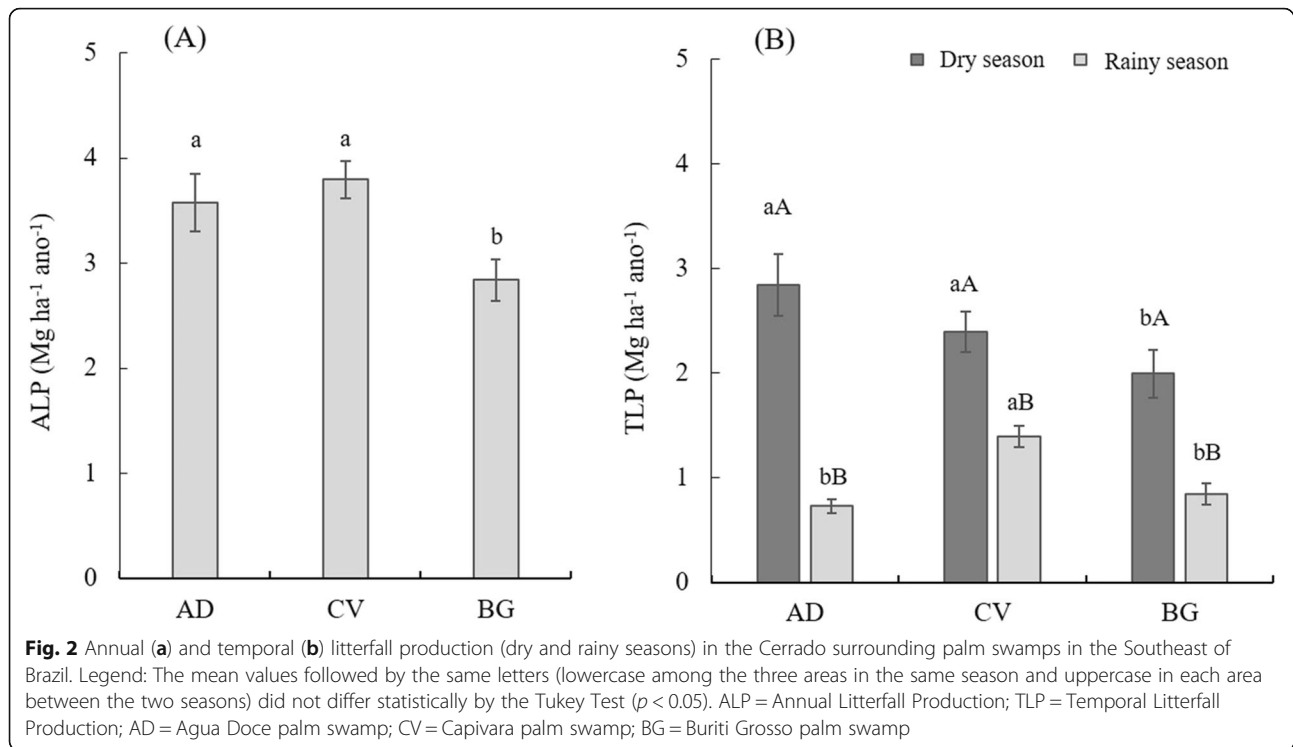 (A)
5
4
3
2
1
0
ALP (Mg ha⁻¹ ano⁻¹)
a
a
b
AD CV BG
(B)
Dry season Rainy season
5
4
3
2
1
0
TLP (Mg ha⁻¹ ano⁻¹)
aA
bB
aA
aB
bA
bB
AD CV BG
Fig. 2 Annual (a) and temporal (b) litterfall production (dry and rainy seasons) in the Cerrado surrounding palm swamps in the Southeast of
Brazil. Legend: The mean values followed by the same letters (lowercase among the three areas in the same season and uppercase in each area
between the two seasons) did not differ statistically by the Tukey Test (p < 0.05). ALP = Annual Litterfall Production; TLP = Temporal Litterfall
Production; AD = Agua Doce palm swamp; CV = Capivara palm swamp; BG = Buriti Grosso palm swamp